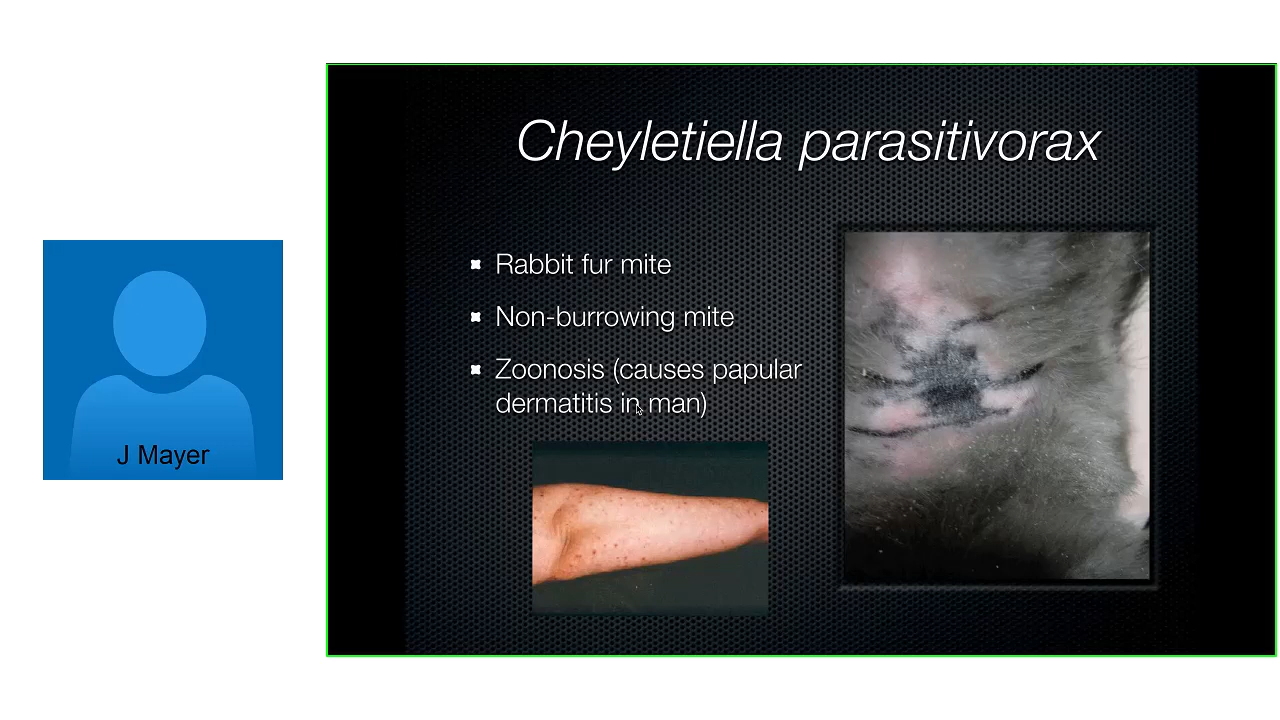 Cheyletiella parasitivorax
Rabbit fur mite
Non-burrowing mite
Zoonosis (causes papular
dermatitis in man)
J Mayer